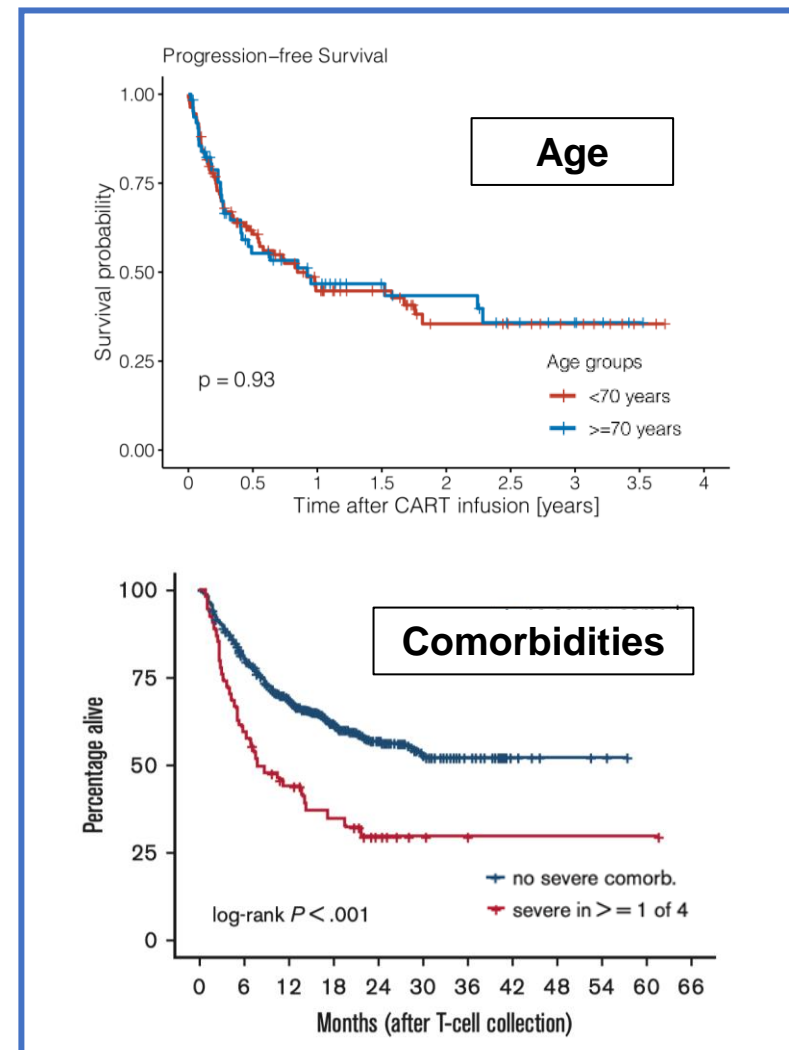 Progression–free Survival
Age
Survival probability
1.00
0.75
0.50
0.25
0.00
p = 0.93
Age groups
<70 years
>=70 years
0 0.5 1 1.5 2 2.5 3 3.5 4
Time after CART infusion [years]
Comorbidities
Percentage alive
100
75
50
25
0
no severe comorb.
severe in >= 1 of 4
log-rank P < .001
0 6 12 18 24 30 36 42 48 54 60 66
Months (after T-cell collection)